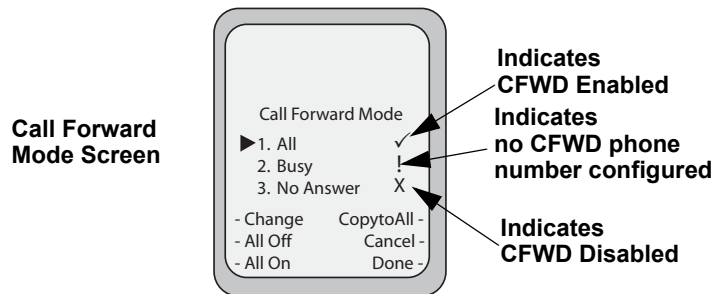 Call Forward
Mode Screen
Call Forward Mode
▶1. All ✓
2. Busy !
3. No Answer X
- Change CopytoAll -
- All Off Cancel -
- All On Done -
Indicates
CFWD Enabled
Indicates
no CFWD phone
number configured
Indicates
CFWD Disabled